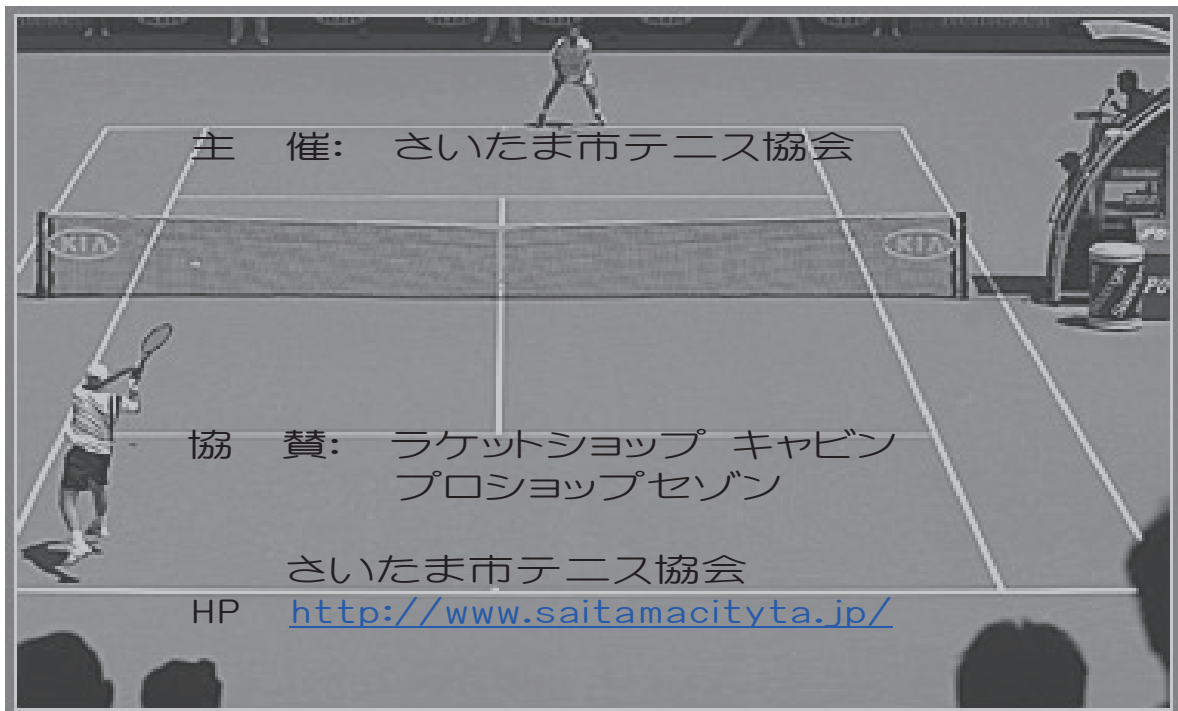 主　催:　さいたま市テニス協会
KIA
KIA
協　賛:　ラケットショップ キャビン
プロショップセゾン
さいたま市テニス協会
HP　http://www.saitamacityta.jp/